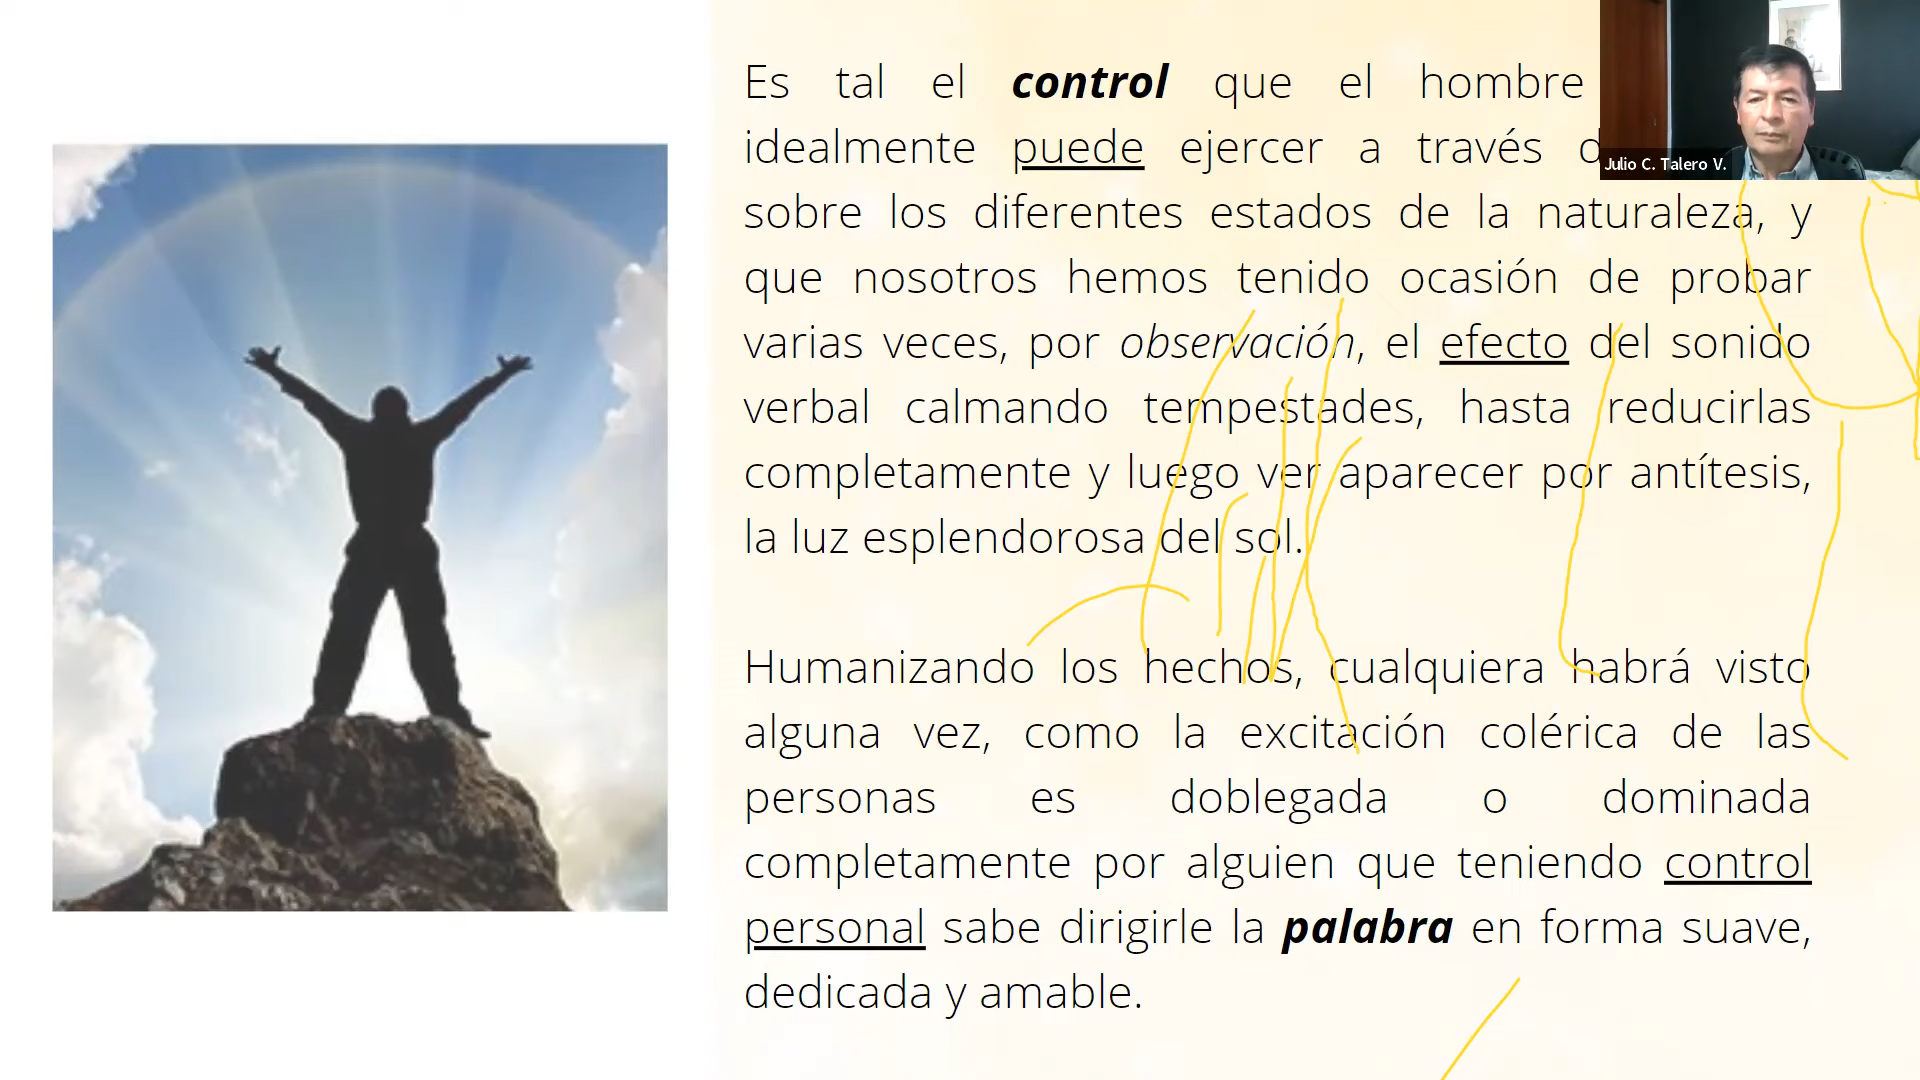 Es tal el control que el hombre
idealmente puede ejercer a través
sobre los diferentes estados de la naturaleza, y
que nosotros hemos tenido ocasión de probar
varias veces, por observación, el efecto del sonido
verbal calmando tempestades, hasta reducirlas
completamente y luego ver aparecer por antítesis,
la luz esplendorosa del sol.
Humanizando los hechos, cualquiera habrá visto
alguna vez, como la excitación colérica de las
personas es doblegada o dominada
completamente por alguien que teniendo control
personal sabe dirigirle la palabra en forma suave,
dedicada y amable.
Julio C. Talero V.